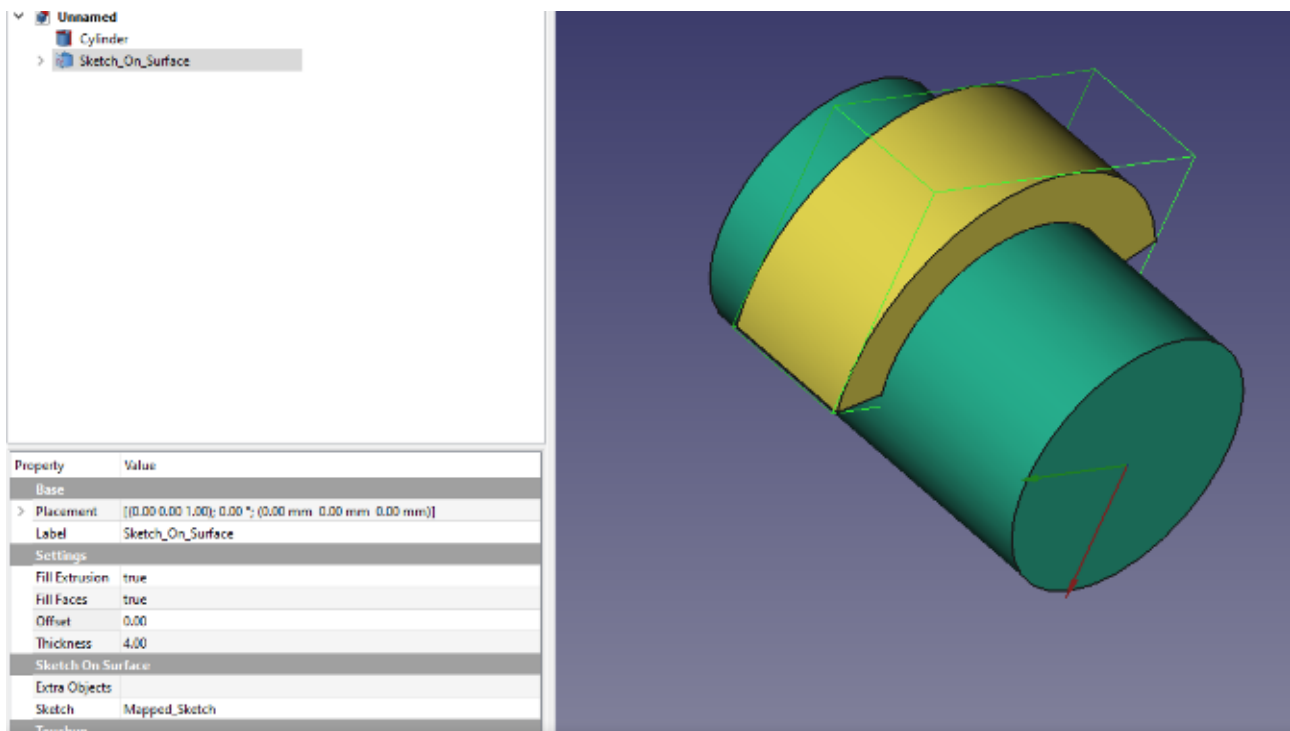 Unnamed
Cylinder
Sketch_On_Surface
Property Value
Base
Placement [(0.00 0.00 1.00); 0.00 °; (0.00 mm 0.00 mm 0.00 mm)]
Label Sketch_On_Surface
Settings
Fill Extrusion true
Fill Faces true
Offset 0.00
Thickness 4.00
Sketch On Surface
Extra Objects
Sketch Mapped_Sketch